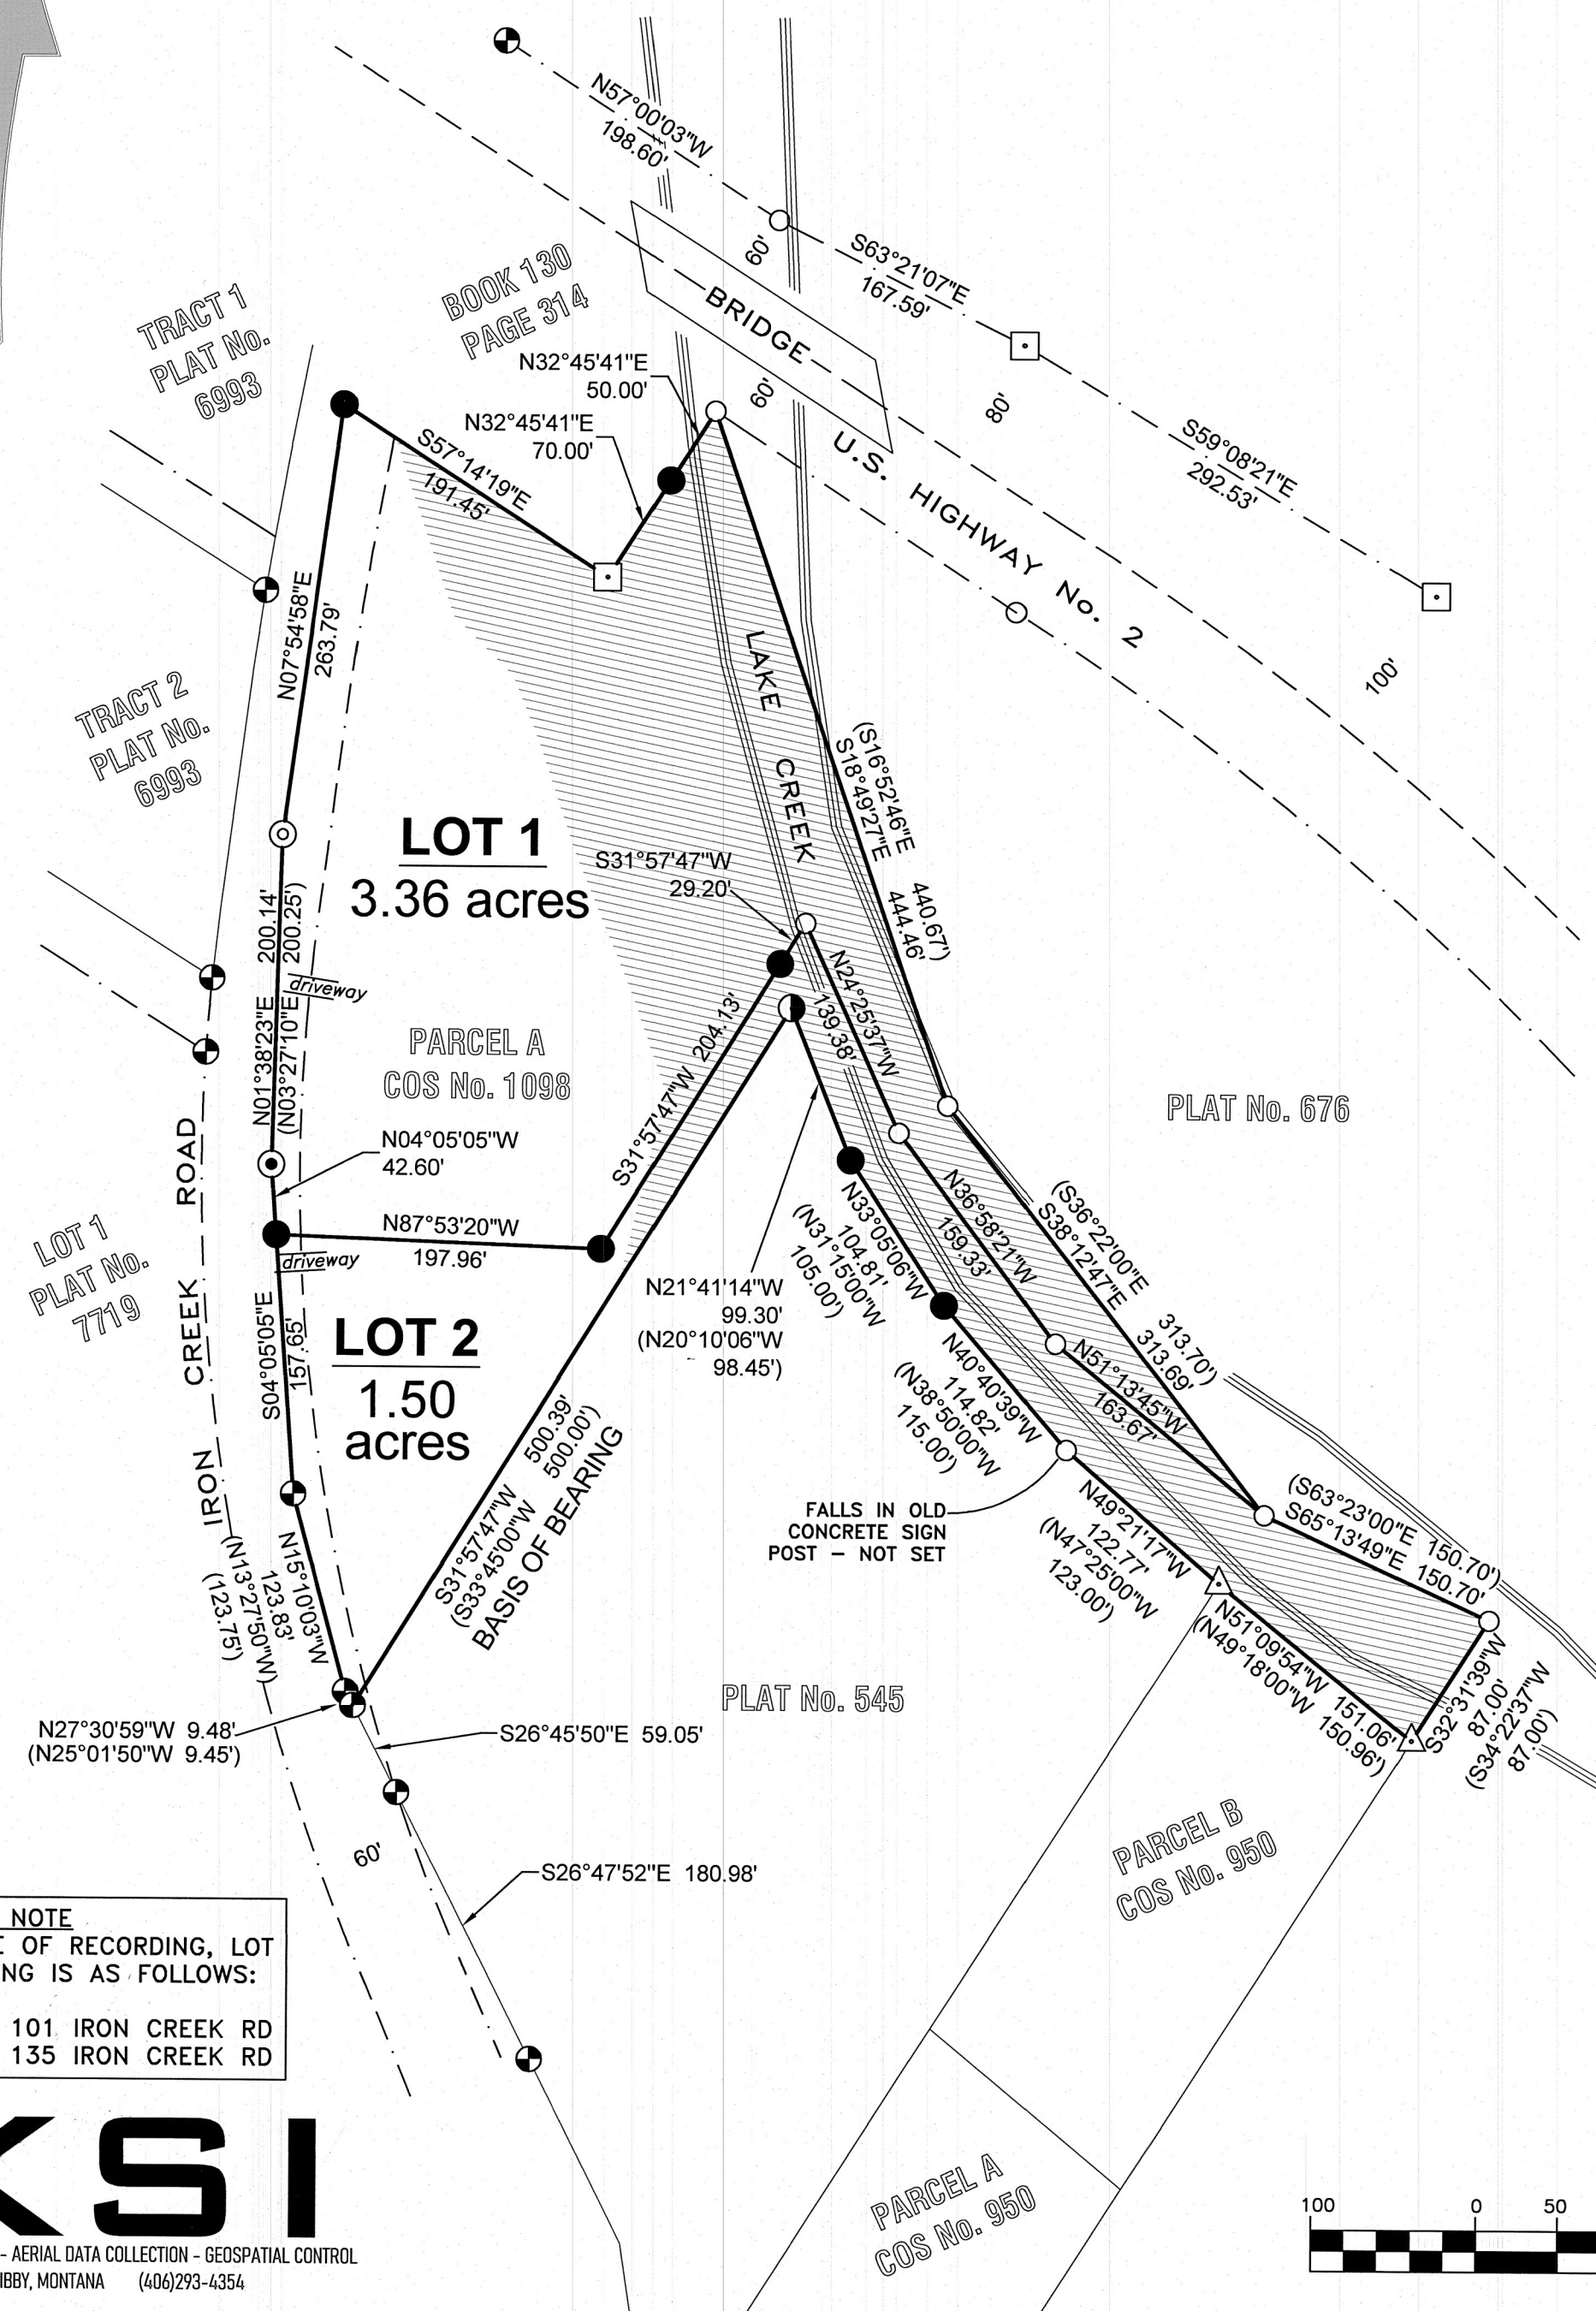 N57°00'03"W
198.60'
60'
S63°21'07"E
167.59'
BRIDGE
60'
80'
S59°08'21"E
292.53'
U.S. HIGHWAY No. 2
100'
TRACT 1
PLAT No.
6993
BOOK 130
PAGE 314
N32°45'41"E
50.00'
N32°45'41"E
70.00'
S57°14'19"E
191.45'
N07°54'58"E
263.79'
TRACT 2
PLAT No.
6993
LAKE CREEK
(S16°52'46"E 440.67')
S18°49'27"E 444.46'
LOT 1
3.36 acres
S31°57'47"W
29.20'
N01°38'23"E 200.14'
(N03°27'10"E 200.25')
driveway
PARCEL A
COS No. 1098
S31°57'47"W 204.13'
N24°25'37"W
139.38'
PLAT No. 676
N04°05'05"W
42.60'
N87°53'20"W
197.96'
driveway
LOT 1
PLAT No.
7719
IRON CREEK ROAD
S04°05'05"E
157.65'
LOT 2
1.50
acres
N21°41'14"W
99.30'
(N20°10'06"W
98.45')
N33°05'06"W
104.81'
(N31°15'00"W
105.00')
N36°58'21"W
159.33'
(S36°22'00"E 313.70')
S38°12'47"E 313.69'
N40°40'39"W
114.82'
(N38°50'00"W
115.00')
N51°13'45"W
163.67'
S31°57'47"W 500.39'
(S33°45'00"W 500.00')
BASIS OF BEARING
FALLS IN OLD
CONCRETE SIGN
POST - NOT SET
N49°21'17"W
122.77'
(N47°25'00"W
123.00')
(S63°23'00"E 150.70')
S65°13'49"E 150.70'
N15°10'03"W
123.83'
(N13°27'50"W)
(123.75')
N51°09'54"W 151.06'
(N49°18'00"W 150.96')
S32°31'39"W
87.00'
(S34°22'37"W
87.00')
N27°30'59"W 9.48'
(N25°01'50"W 9.45')
S26°45'50"E 59.05'
PLAT No. 545
60'
S26°47'52"E 180.98'
PARCEL B
COS No. 950
NOTE
OF RECORDING, LOT
NG IS AS FOLLOWS:
101 IRON CREEK RD
135 IRON CREEK RD
PARCEL A
COS No. 950
KSI
- AERIAL DATA COLLECTION - GEOSPATIAL CONTROL
IBBY, MONTANA (406)293-4354
100 0 50